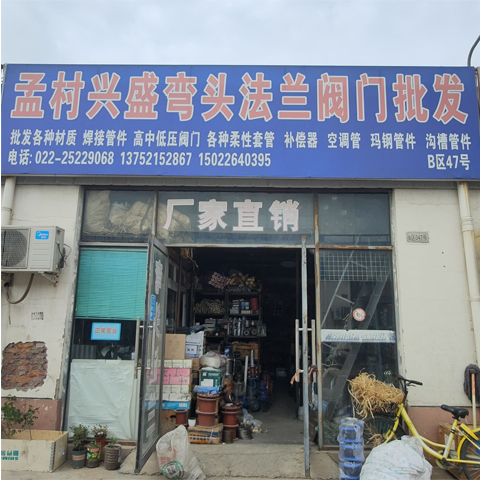 孟村兴盛弯头法兰阀门批发
批发各种材质 焊接管件 高中低压阀门 各种柔性套管 补偿器 空调管 玛钢管件 沟槽管件
电话: 022-25229068 13752152867 15022640395 B区47号
厂家直销